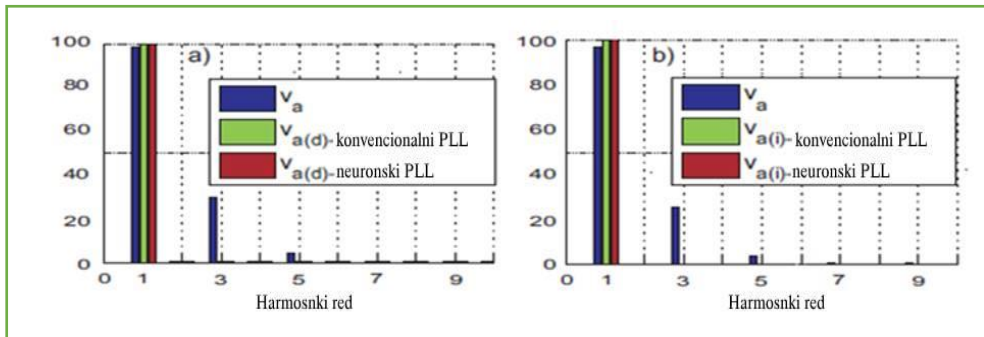 a)
100
80
60
40
20
0
v_a
v_a(d)- konvencionalni PLL
v_a(d)-neuronski PLL
0 1 3 5 7 9
Harmosnki red
b)
100
80
60
40
20
0
v_a
v_a(i)- konvencionalni PLL
v_a(i)-neuronski PLL
0 1 3 5 7 9
Harmosnki red